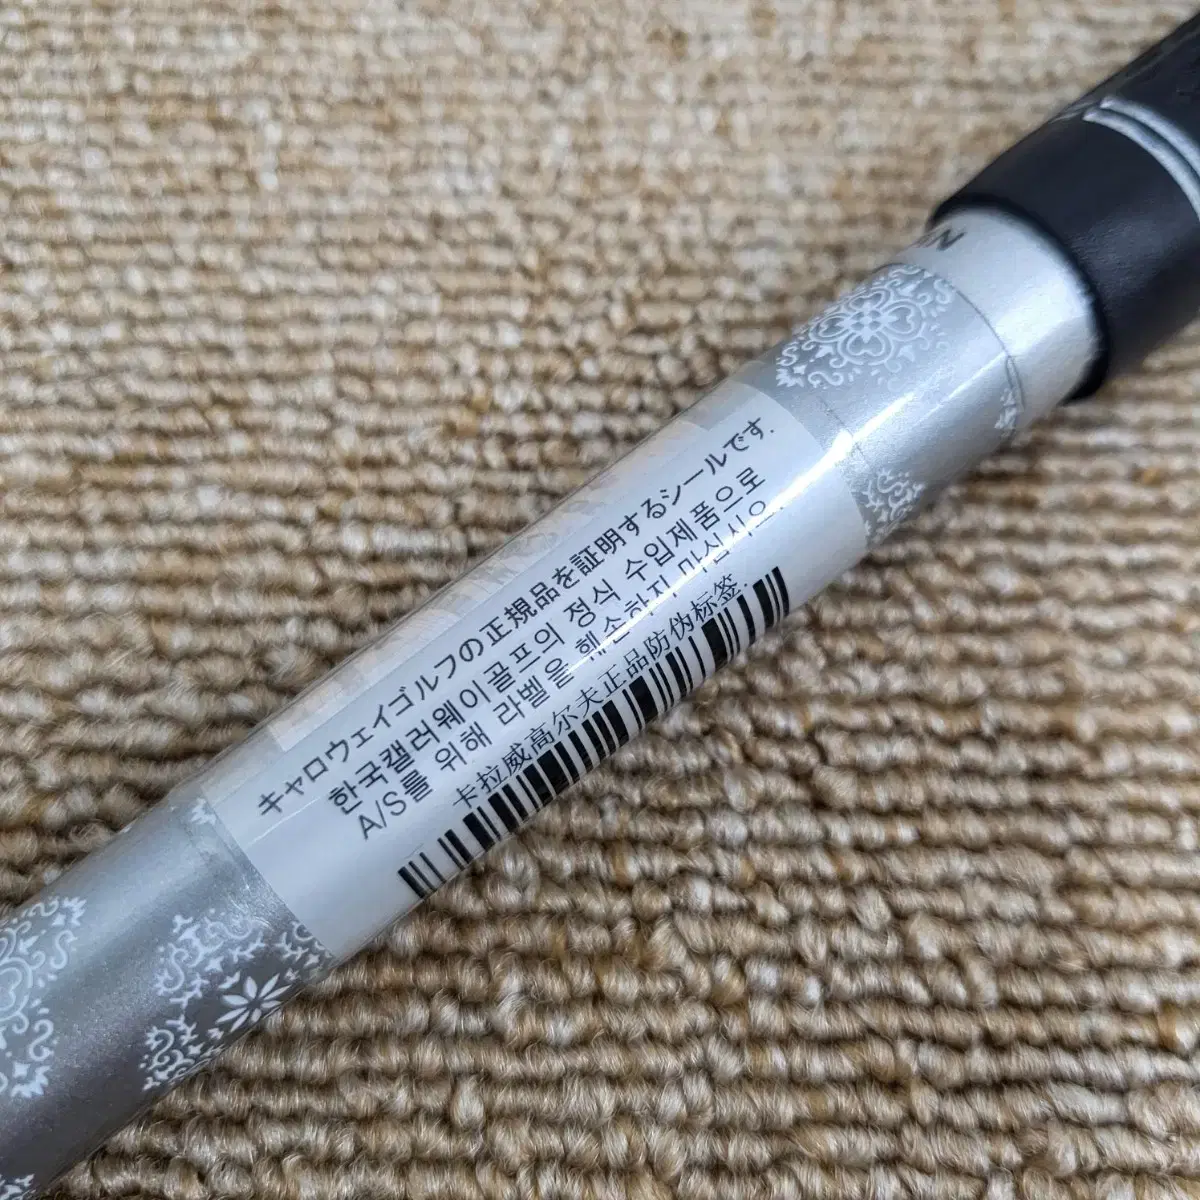 キャロウェイゴルフの正規品を証明するシールです.
한국캘러웨이골프의 정식 수입제품으로
A/S를 위해 라벨을 훼손하지 마십시오
卡拉威高尔夫正品防伪标签.